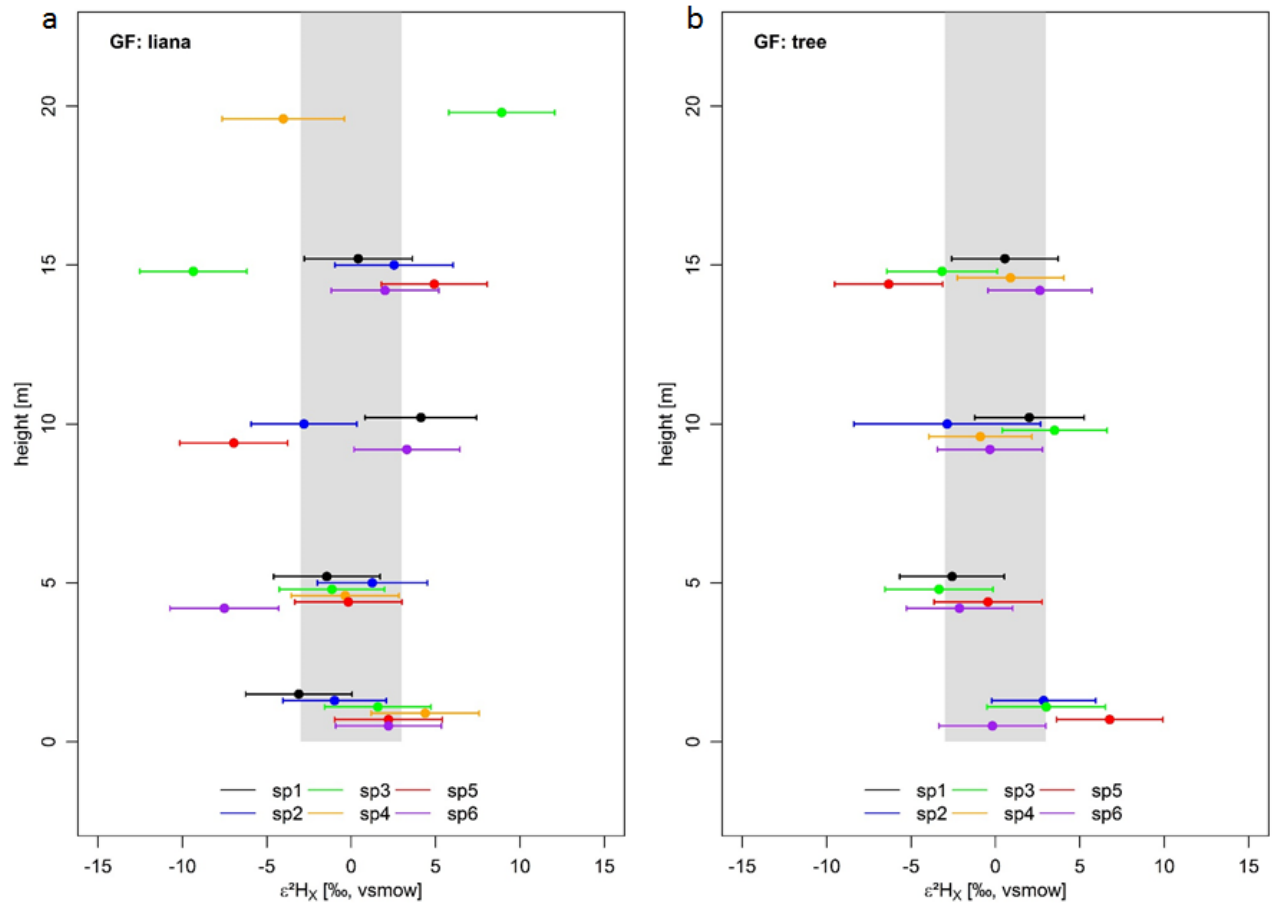 a
GF: liana
20
15
10
5
0
height [m]
sp1 sp3 sp5
sp2 sp4 sp6
-15 -10 -5 0 5 10 15
ε²H_X [‰, vsmow]
b
GF: tree
20
15
10
5
0
height [m]
sp1 sp3 sp5
sp2 sp4 sp6
-15 -10 -5 0 5 10 15
ε²H_X [‰, vsmow]